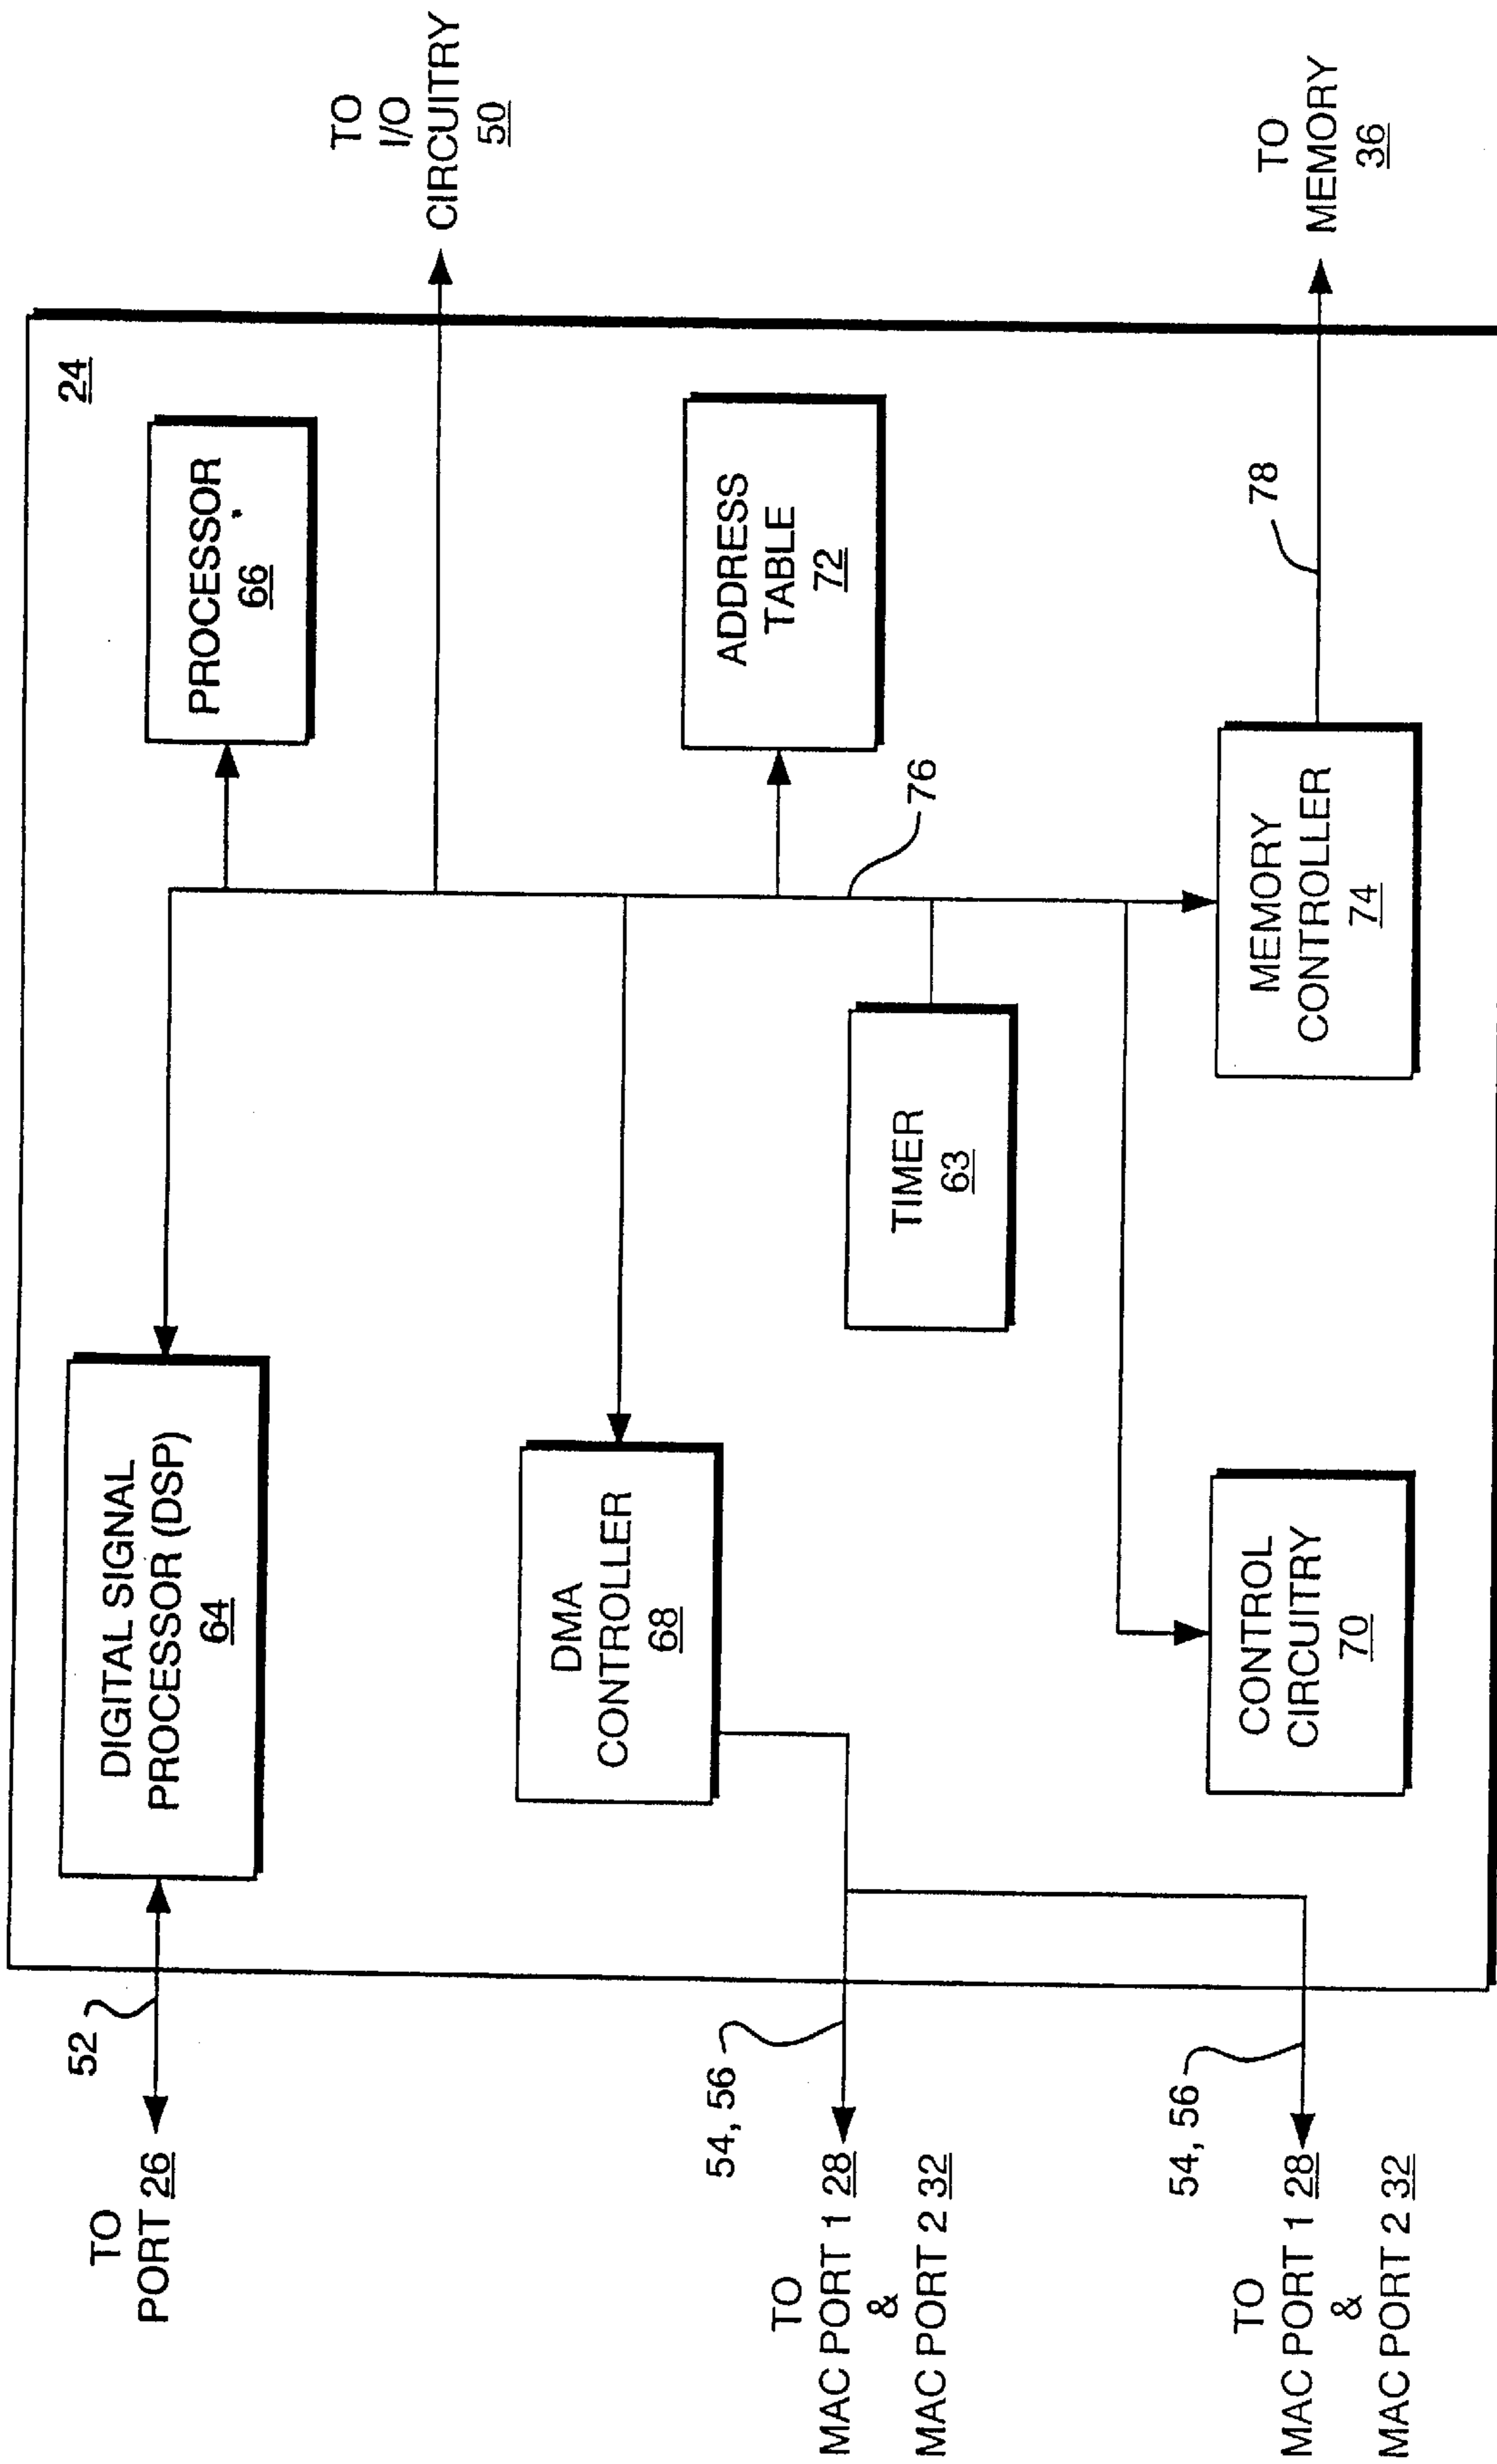 24
TO
PORT 26
52
DIGITAL SIGNAL
PROCESSOR (DSP)
64
PROCESSOR
66
TO
I/O
CIRCUITRY
50
DMA
CONTROLLER
68
ADDRESS
TABLE
72
54, 56
TO
MAC PORT 1 28
&
MAC PORT 2 32
TIMER
63
76
54, 56
TO
MAC PORT 1 28
&
MAC PORT 2 32
CONTROL
CIRCUITRY
70
MEMORY
CONTROLLER
74
78
TO
MEMORY
36